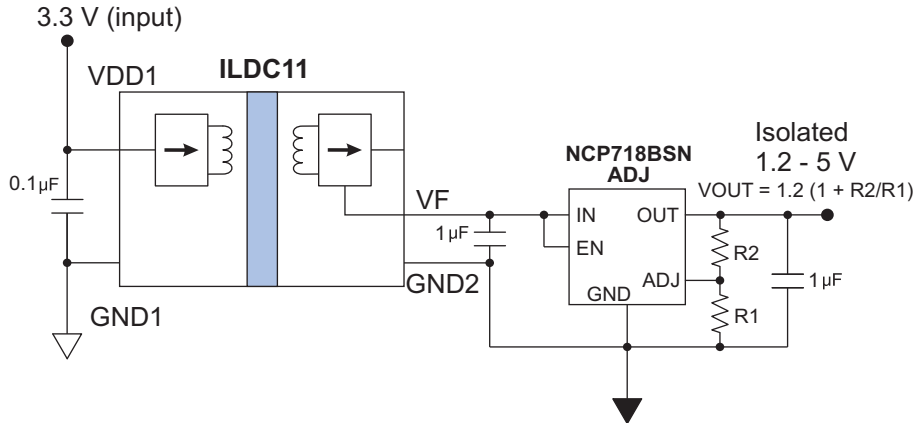 3.3 V (input)
VDD1
ILDC11
0.1µF
GND1
VF
1µF
GND2
NCP718BSN
ADJ
IN
OUT
EN
ADJ
GND
Isolated
1.2 - 5 V
VOUT = 1.2 (1 + R2/R1)
R2
R1
1µF